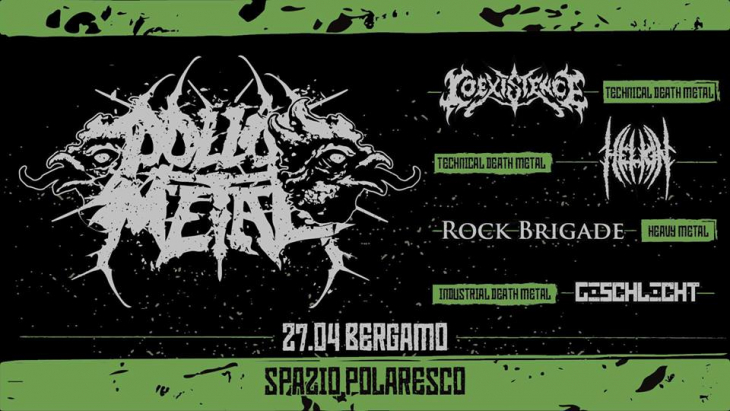 POLLO
METAL
COEXISTENCE
TECHNICAL DEATH METAL
TECHNICAL DEATH METAL
ROCK BRIGADE
HEAVY METAL
INDUSTRIAL DEATH METAL
GESCHLECHT
27.04 BERGAMO
SPAZIO POLARESCO